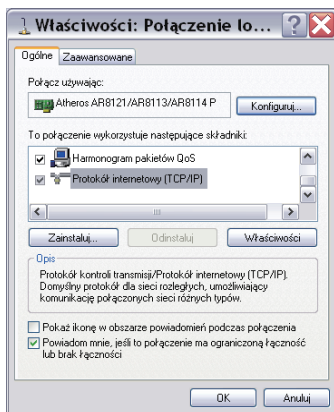 Właściwości: Połączenie lo...
Ogólne Zaawansowane
Połącz używając:
Atheros AR8121/AR8113/AR8114 P
Konfiguruj...
To połączenie wykorzystuje następujące składniki:
Harmonogram pakietów QoS
Protokół internetowy (TCP/IP)
Zainstaluj... Odinstaluj Właściwości
Opis
Protokół kontroli transmisji/Protokół internetowy (TCP/IP).
Domyślny protokół dla sieci rozległych, umożliwiający
komunikację połączonych sieci różnych typów.
Pokaż ikonę w obszarze powiadomień podczas połączenia
Powiadom mnie, jeśli to połączenie ma ograniczoną łączność
lub brak łączności
OK Anuluj